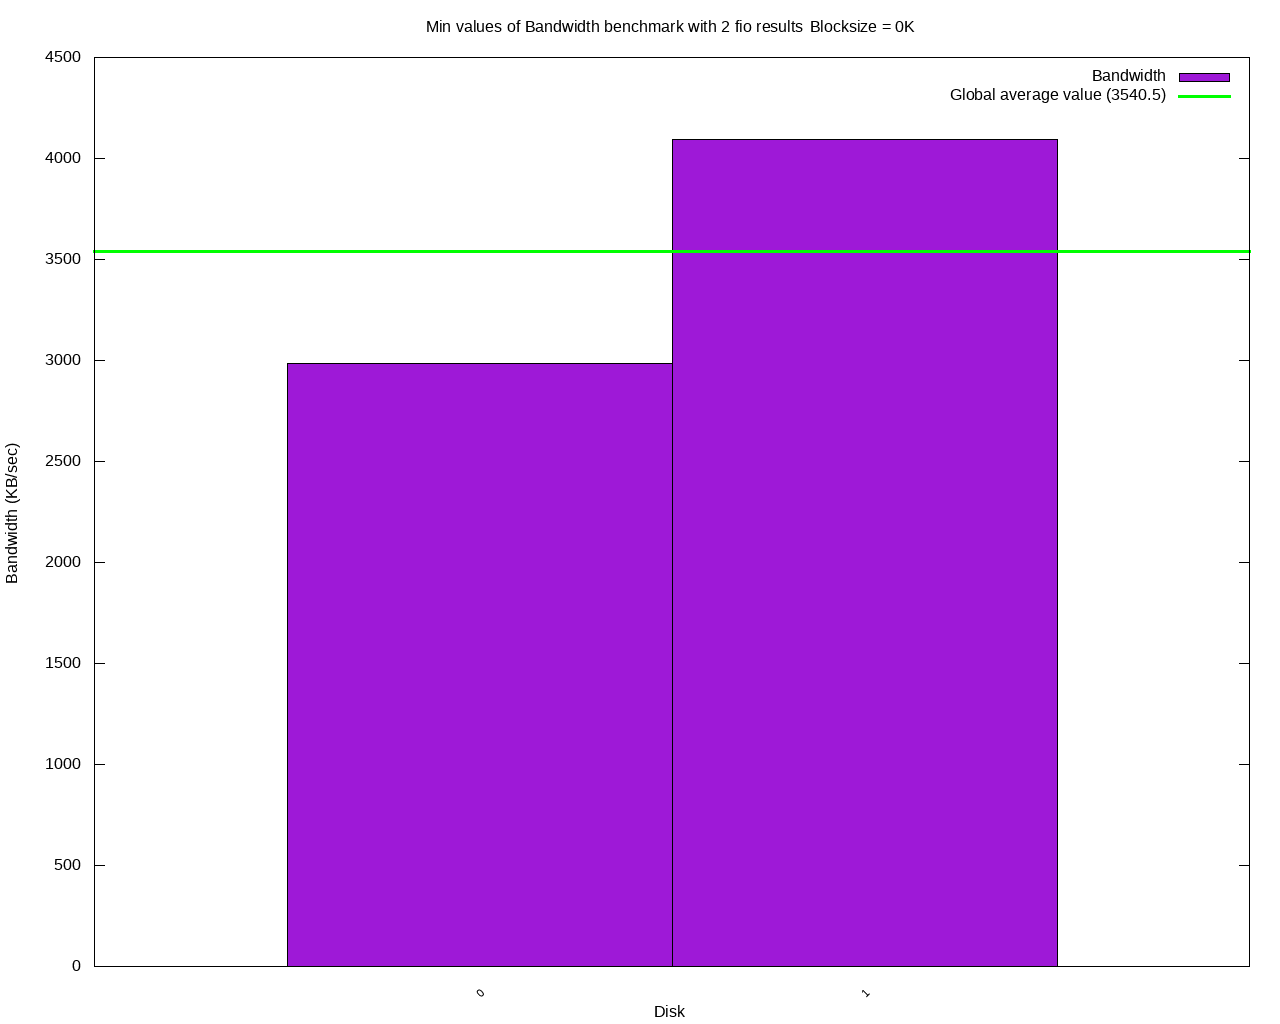 Min values of Bandwidth benchmark with 2 fio results Blocksize = 0K
Bandwidth
Global average value (3540.5)
4500
4000
3500
3000
2500
2000
1500
1000
500
0
Bandwidth (KB/sec)
0
1
Disk